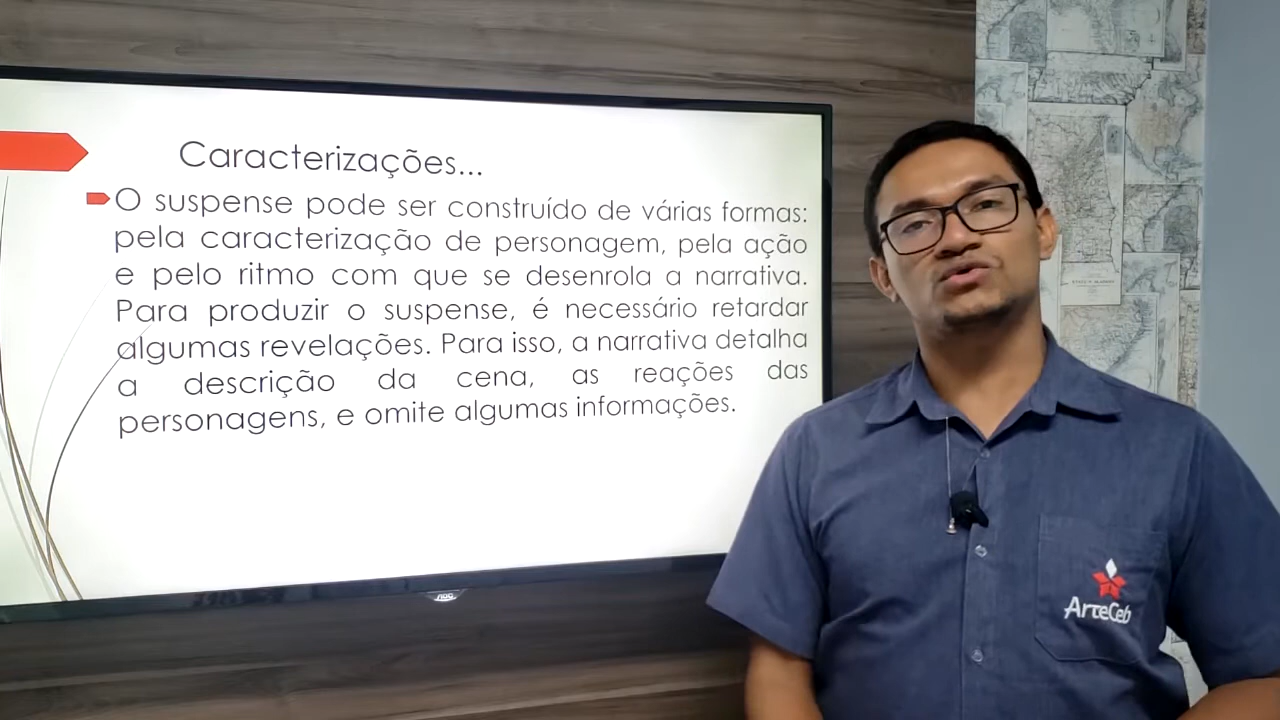 Caracterizações...
O suspense pode ser construído de várias formas:
pela caracterização de personagem, pela ação
e pelo ritmo com que se desenrola a narrativa.
Para produzir o suspense, é necessário retardar
algumas revelações. Para isso, a narrativa detalha
a descrição da cena, as reações das
personagens, e omite algumas informações.
AOC
ArteCeb